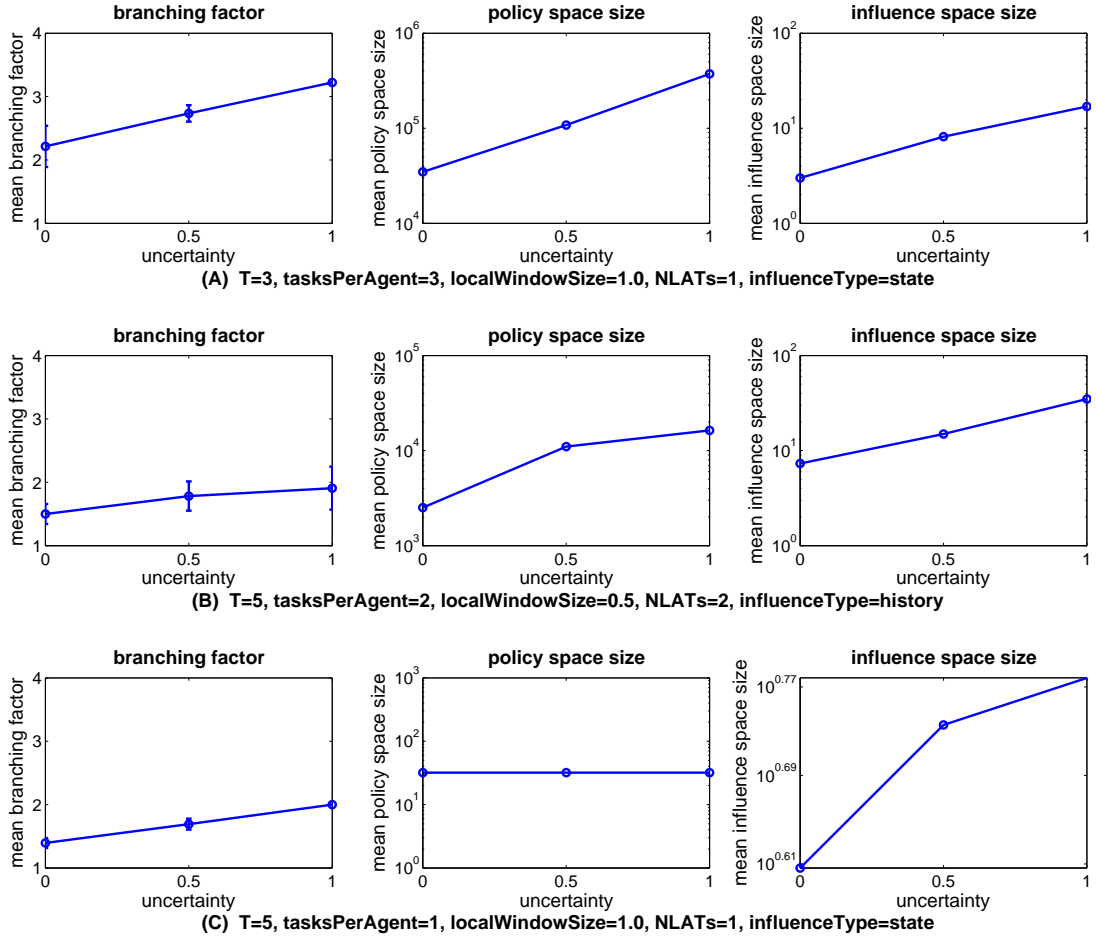 branching factor
policy space size
influence space size
mean branching factor
4
3
2
1
0
0.5
1
uncertainty
mean policy space size
10^6
10^5
10^4
0
0.5
1
uncertainty
mean influence space size
10^2
10^1
10^0
0
0.5
1
uncertainty
(A) T=3, tasksPerAgent=3, localWindowSize=1.0, NLATs=1, influenceType=state
branching factor
policy space size
influence space size
mean branching factor
4
3
2
1
0
0.5
1
uncertainty
mean policy space size
10^5
10^4
10^3
0
0.5
1
uncertainty
mean influence space size
10^2
10^1
10^0
0
0.5
1
uncertainty
(B) T=5, tasksPerAgent=2, localWindowSize=0.5, NLATs=2, influenceType=history
branching factor
policy space size
influence space size
mean branching factor
4
3
2
1
0
0.5
1
uncertainty
mean policy space size
10^3
10^2
10^1
10^0
0
0.5
1
uncertainty
mean influence space size
10^0.77
10^0.69
10^0.61
0
0.5
1
uncertainty
(C) T=5, tasksPerAgent=1, localWindowSize=1.0, NLATs=1, influenceType=state